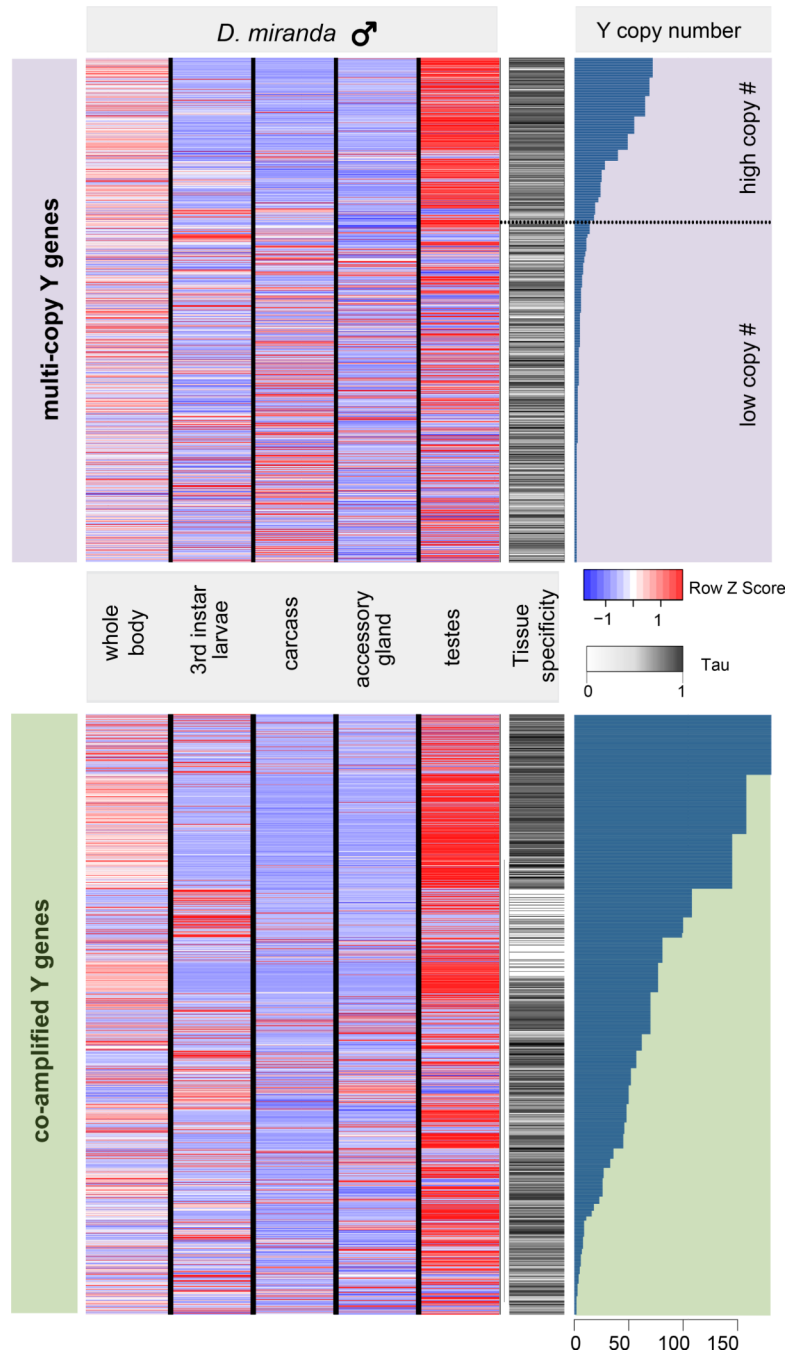 D. miranda ♂
Y copy number
multi-copy Y genes
high copy #
low copy #
whole
body
3rd instar
larvae
carcass
accessory
gland
testes
Tissue
specificity
Row Z Score
−1 1
Tau
0 1
co-amplified Y genes
0 50 100 150